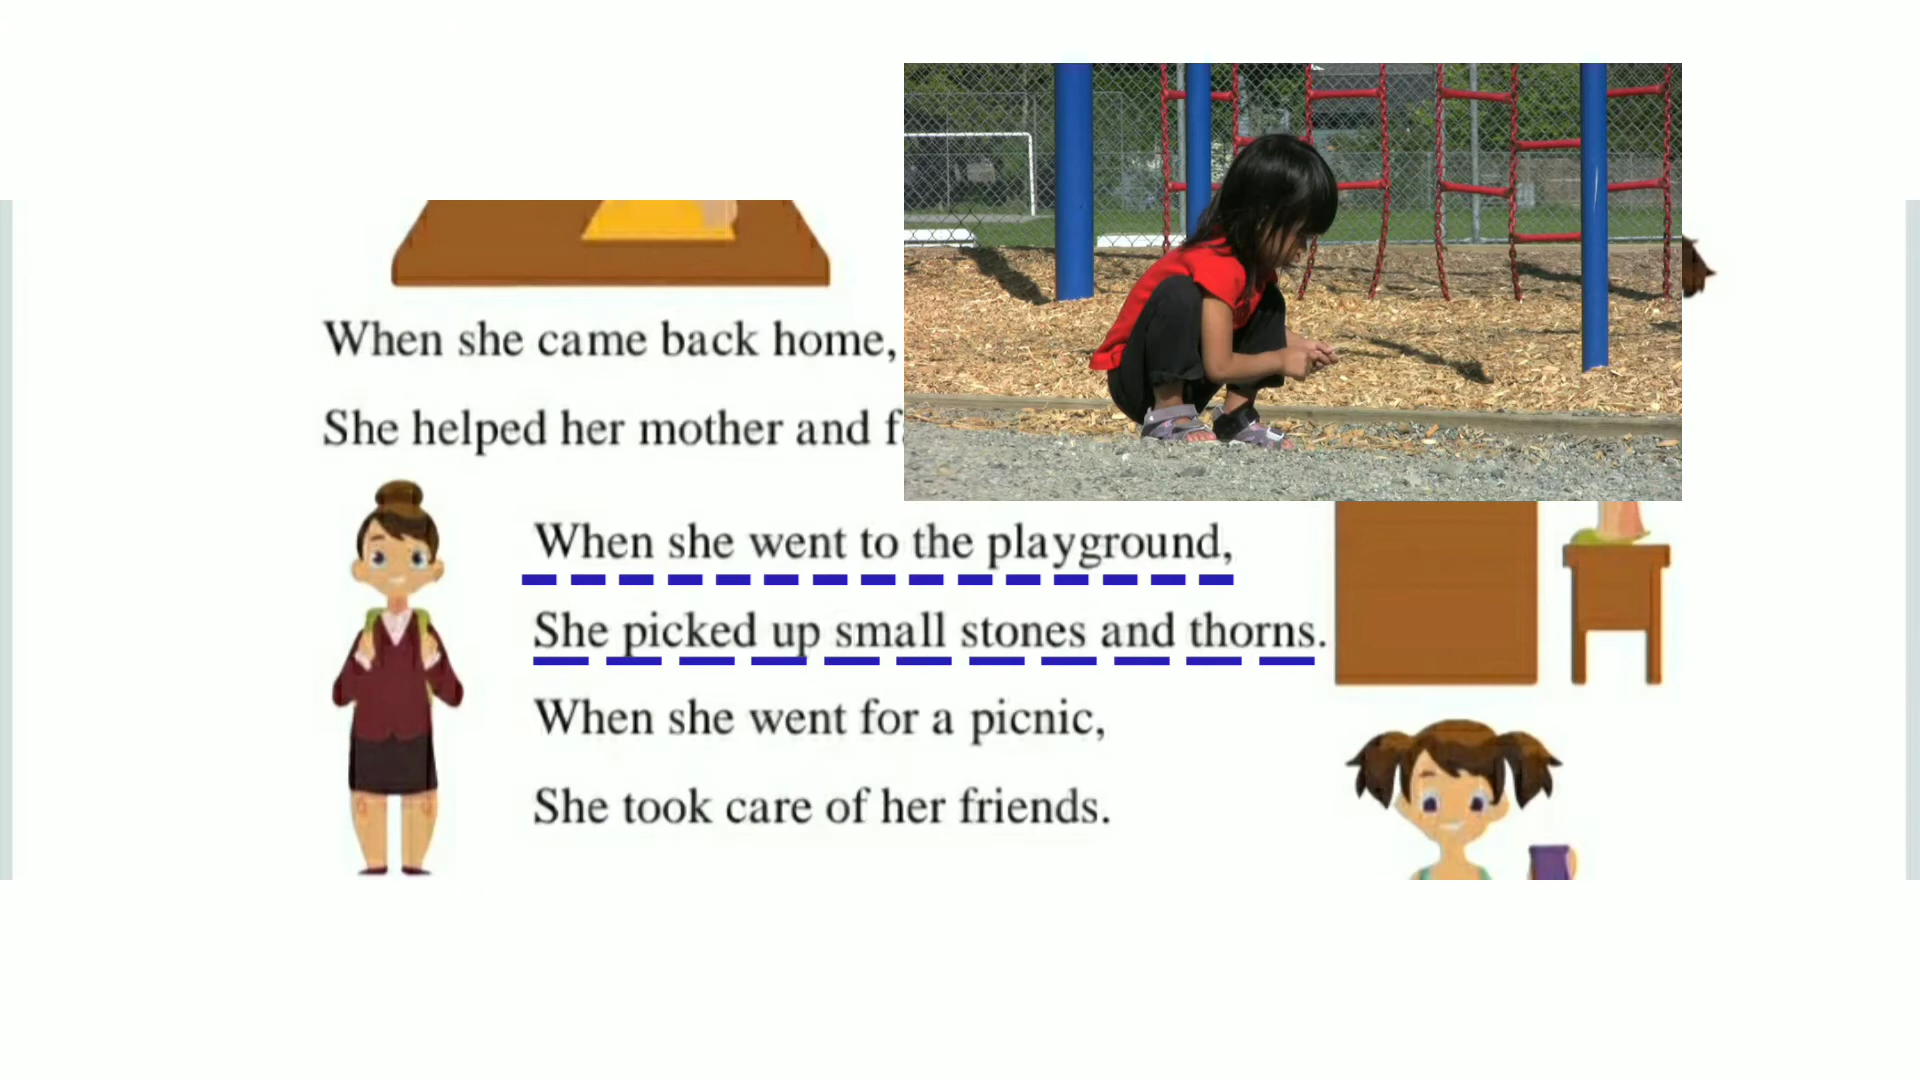 When she came back home,
She helped her mother and
When she went to the playground,
She picked up small stones and thorns.
When she went for a picnic,
She took care of her friends.